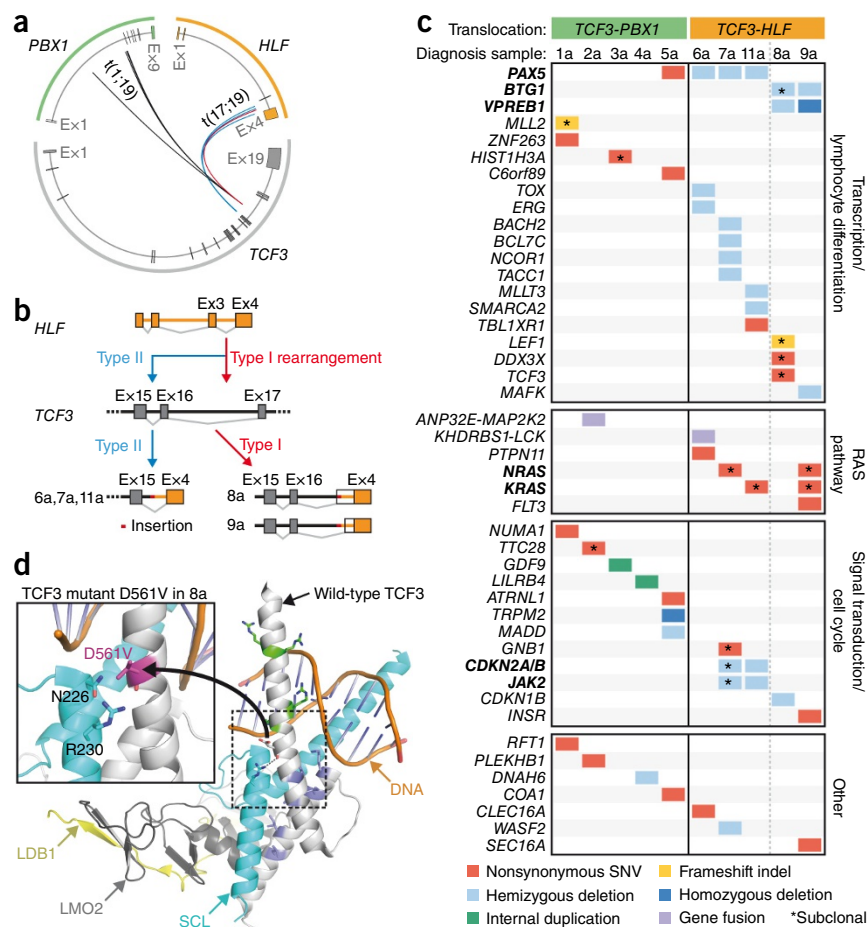 a
PBX1
HLF
Ex9
Ex1
t(1;19)
t(17;19)
Ex1
Ex4
Ex1
Ex19
TCF3
b
HLF
Ex3 Ex4
Type II
Type I rearrangement
Ex15 Ex16
Ex17
TCF3
Type II
Type I
Ex15 Ex4
6a,7a,11a
Insertion
Ex15 Ex16 Ex4
8a
9a
c
Translocation: TCF3-PBX1 TCF3-HLF
Diagnosis sample: 1a 2a 3a 4a 5a 6a 7a 11a 8a 9a
PAX5
BTG1 *
VPREB1
MLL2 *
ZNF263
HIST1H3A *
C6orf89
TOX
ERG
BACH2
BCL7C
NCOR1
TACC1
MLLT3
SMARCA2
TBL1XR1
LEF1
DDX3X *
TCF3 *
MAFK
Transcription/
lymphocyte differentiation
ANP32E-MAP2K2
KHDRBS1-LCK
PTPN11
NRAS * *
KRAS * *
FLT3
RAS
pathway
NUMA1
TTC28 *
GDF9
LILRB4
ATRNL1
TRPM2
MADD
GNB1 *
CDKN2A/B *
JAK2 *
CDKN1B
INSR
Signal transduction/
cell cycle
RFT1
PLEKHB1
DNAH6
COA1
CLEC16A
WASF2
SEC16A
Other
Nonsynonymous SNV
Frameshift indel
Hemizygous deletion
Homozygous deletion
Internal duplication
Gene fusion
*Subclonal
d
TCF3 mutant D561V in 8a
D561V
N226
R230
Wild-type TCF3
DNA
LDB1
LMO2
SCL